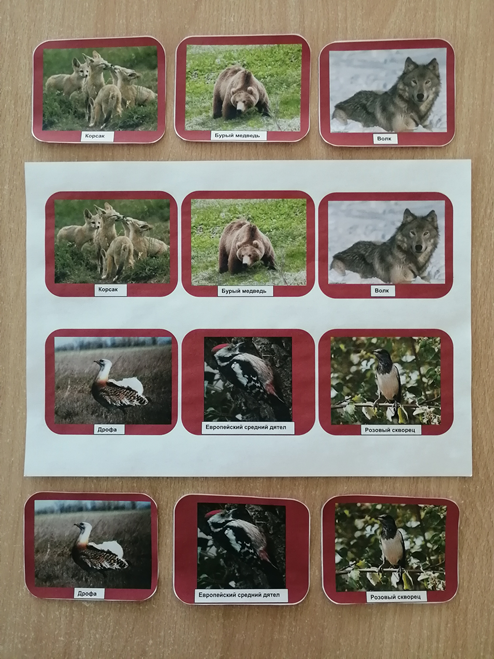 Корсак
Бурый медведь
Волк
Корсак
Бурый медведь
Волк
Дрофа
Европейский средний дятел
Розовый скворец
Дрофа
Европейский средний дятел
Розовый скворец